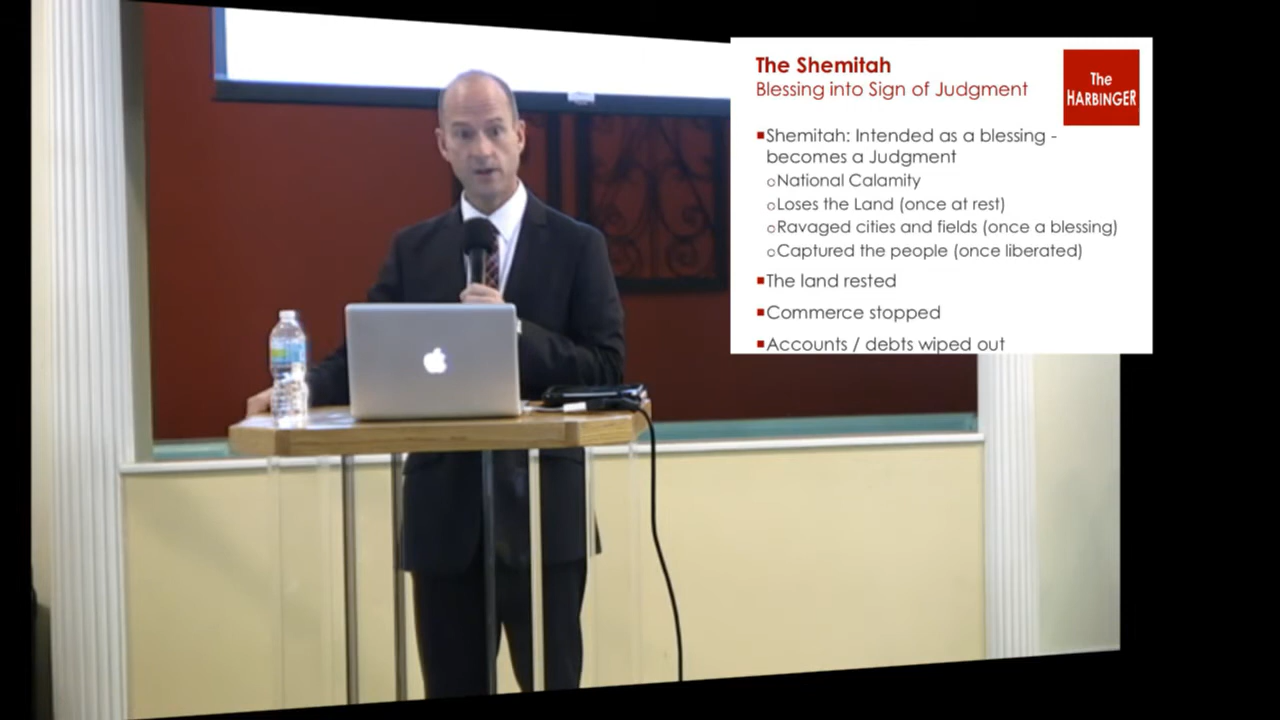 The Shemitah
Blessing into Sign of Judgment
The
HARBINGER
▪Shemitah: Intended as a blessing -
becomes a Judgment
○National Calamity
○Loses the Land (once at rest)
○Ravaged cities and fields (once a blessing)
○Captured the people (once liberated)
▪The land rested
▪Commerce stopped
▪Accounts / debts wiped out